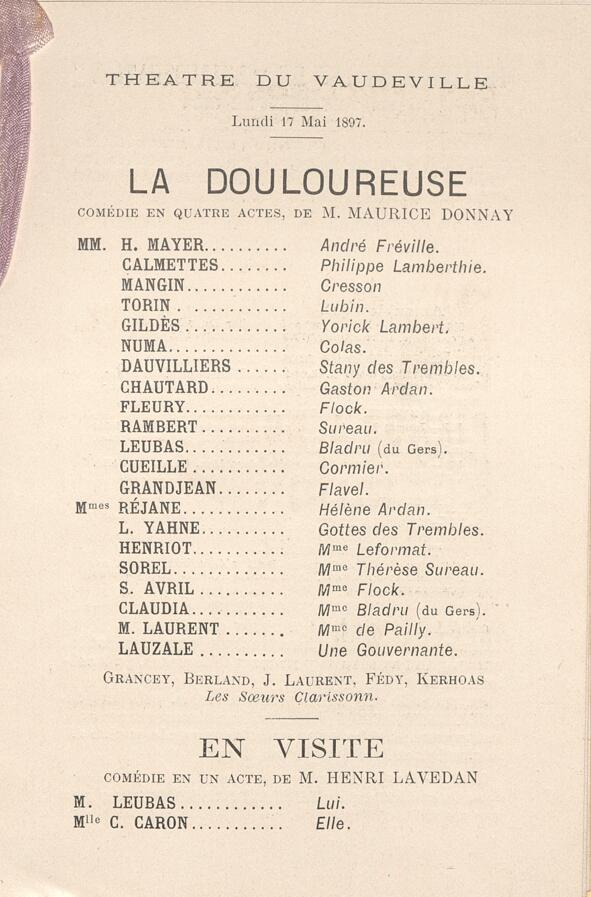 THEATRE DU VAUDEVILLE
Lundi 17 Mai 1897.
LA DOULOUREUSE
COMÉDIE EN QUATRE ACTES, DE M. MAURICE DONNAY
MM. H. MAYER.......... André Fréville.
CALMETTES........ Philippe Lamberthie.
MANGIN............ Cresson
TORIN . ........... Lubin.
GILDÈS ............ Yorick Lambert.
NUMA.............. Colas.
DAUVILLIERS ...... Stany des Trembles.
CHAUTARD......... Gaston Ardan.
FLEURY............ Flock.
RAMBERT.......... Sureau.
LEUBAS............ Bladru (du Gers).
CUEILLE ........... Cormier.
GRANDJEAN........ Flavel.
Mmes RÉJANE............ Hélène Ardan.
L. YAHNE.......... Gottes des Trembles.
HENRIOT........... Mme Leformat.
SOREL............. Mme Thérèse Sureau.
S. AVRIL .......... Mme Flock.
CLAUDIA........... Mme Bladru (du Gers).
M. LAURENT ....... Mme de Pailly.
LAUZALE .......... Une Gouvernante.
GRANCEY, BERLAND, J. LAURENT, FÉDY, KERHOAS
Les Sœurs Clarissonn.
EN VISITE
COMÉDIE EN UN ACTE, DE M. HENRI LAVEDAN
M. LEUBAS............ Lui.
Mlle C. CARON........... Elle.